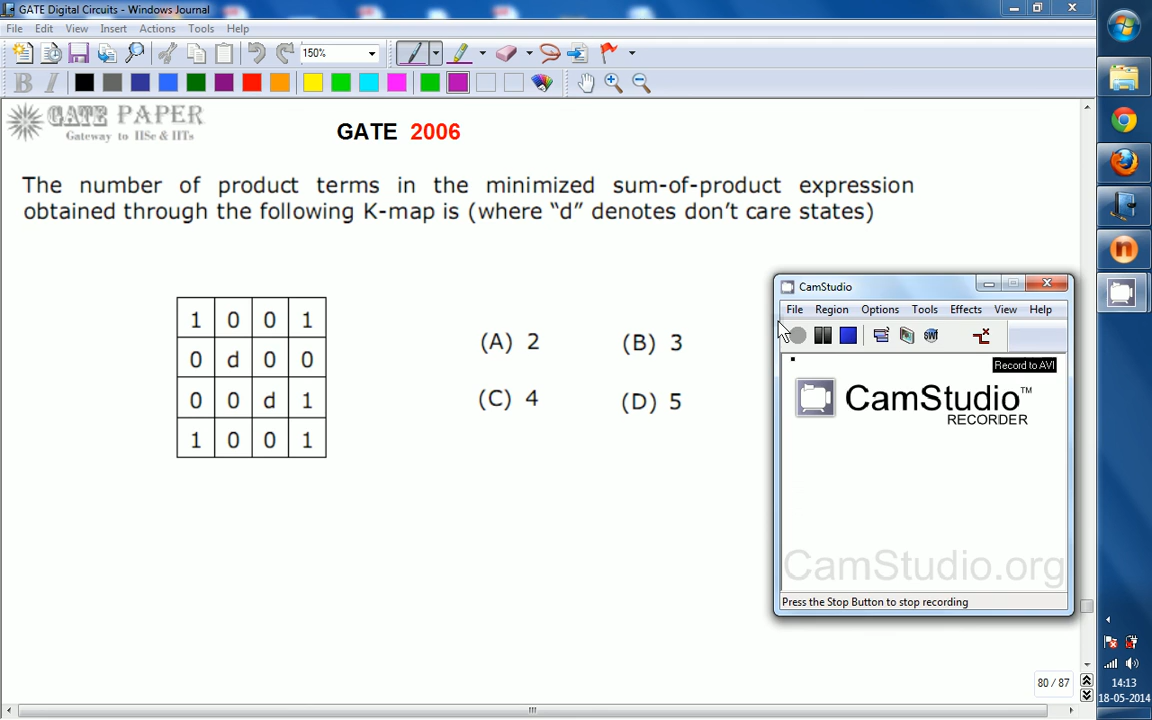 GATE Digital Circuits - Windows Journal
File Edit View Insert Actions Tools Help
150%
B I
GATE PAPER
Gateway to IISc & IITs
GATE 2006
The number of product terms in the minimized sum-of-product expression
obtained through the following K-map is (where “d” denotes don’t care states)
1 0 0 1
0 d 0 0
0 0 d 1
1 0 0 1
(A) 2 (B) 3
(C) 4 (D) 5
CamStudio
File Region Options Tools Effects View Help
SWF
Record to AVI
CamStudio™
RECORDER
CamStudio.org
Press the Stop Button to stop recording
80 / 87
n
14:13
18-05-2014